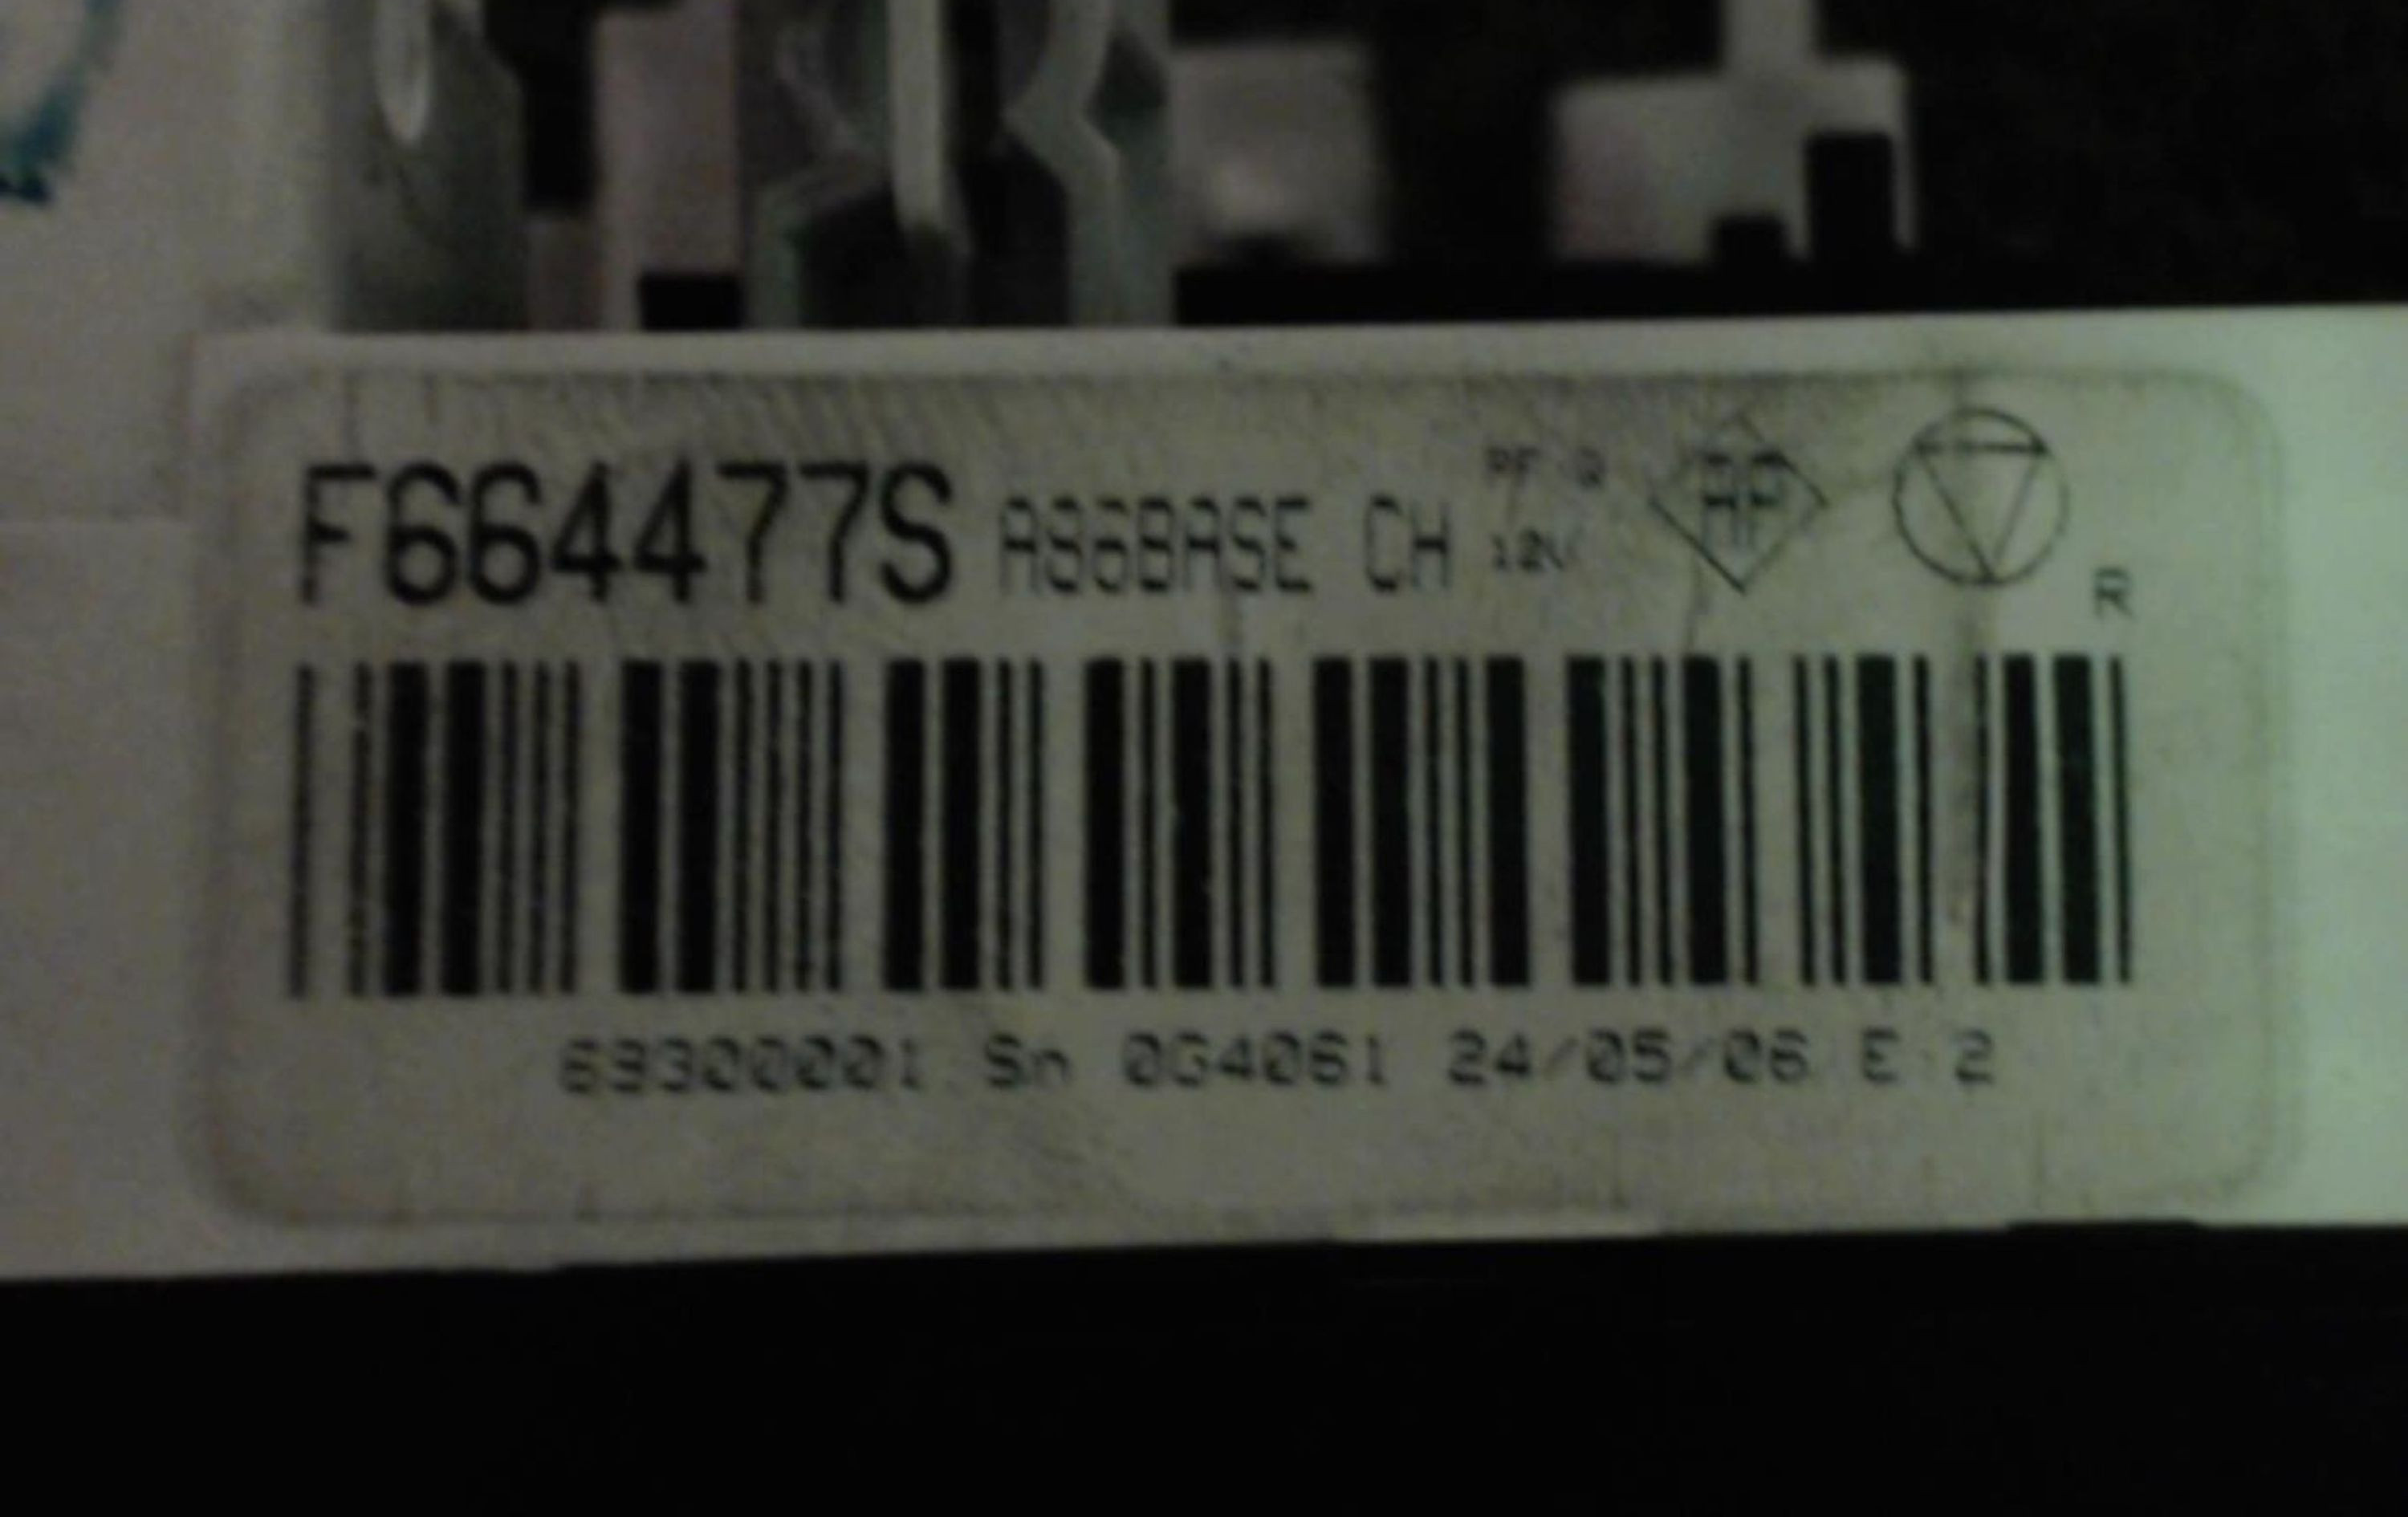 F664477S A86BASE CH
12V
R
69300001 Sn 0G4061 24/05/06 E 2